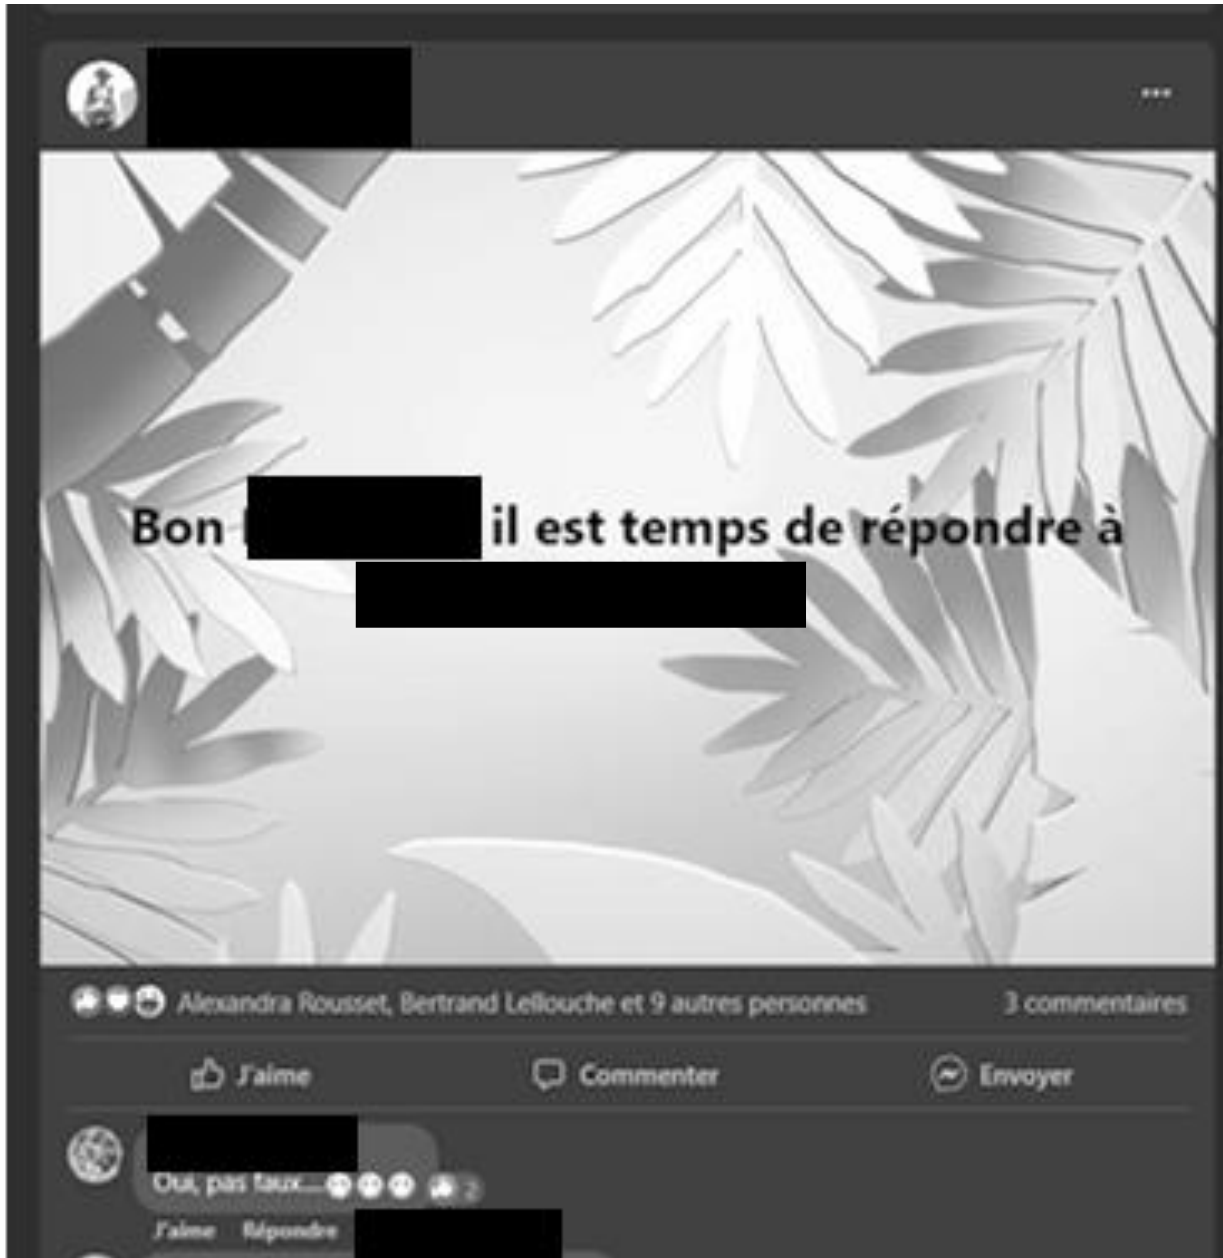 Bon il est temps de répondre à
Alexandra Rousset, Bertrand Lellouche et 9 autres personnes
3 commentaires
J'aime
Commenter
Envoyer
Oui, pas faux....
2
J'aime Répondre